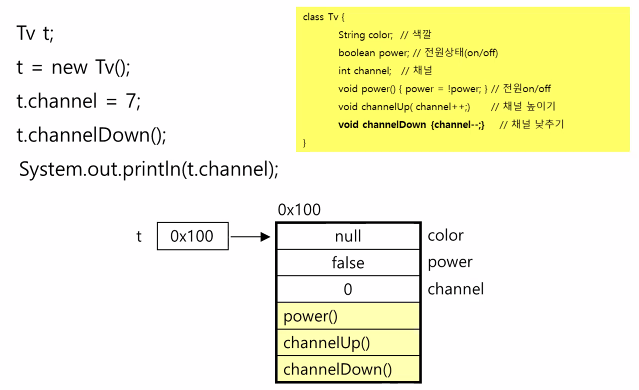 Tv t;
t = new Tv();
t.channel = 7;
t.channelDown();
System.out.println(t.channel);
class Tv {
String color; // 색깔
boolean power; // 전원상태(on/off)
int channel; // 채널
void power() { power = !power; } // 전원on/off
void channelUp( channel++;) // 채널 높이기
void channelDown {channel--;} // 채널 낮추기
}
0x100
t 0x100 null color
false power
0 channel
power()
channelUp()
channelDown()